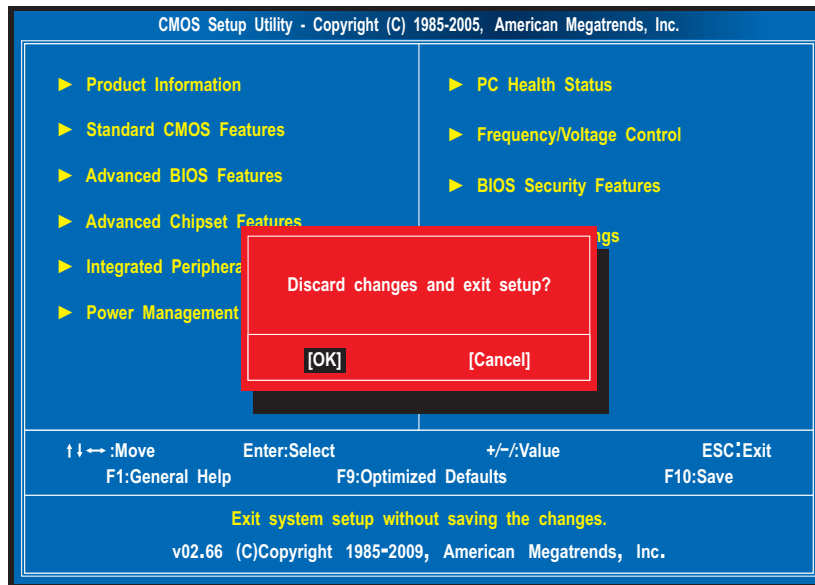 CMOS Setup Utility - Copyright (C) 1985-2005, American Megatrends, Inc.
► Product Information
► Standard CMOS Features
► Advanced BIOS Features
► Advanced Chipset Features
► Integrated Periphera
► Power Management
► PC Health Status
► Frequency/Voltage Control
► BIOS Security Features
ngs
Discard changes and exit setup?
[OK] [Cancel]
↑↓↔:Move Enter:Select +/-/:Value ESC:Exit
F1:General Help F9:Optimized Defaults F10:Save
Exit system setup without saving the changes.
v02.66 (C)Copyright 1985-2009, American Megatrends, Inc.